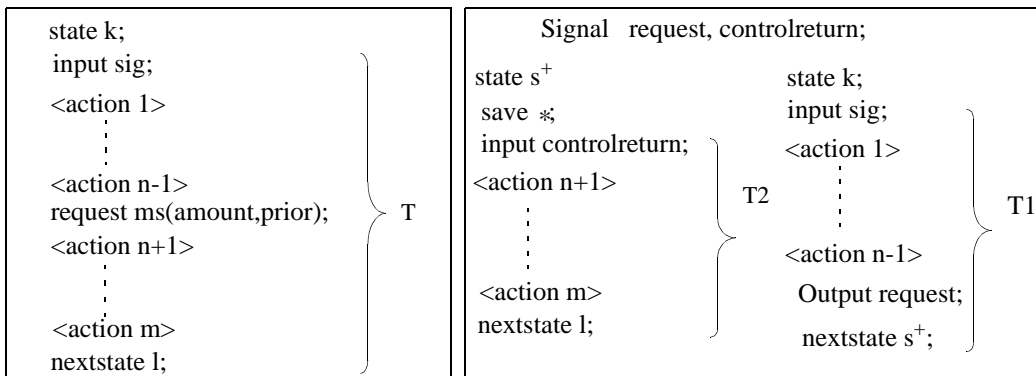 state k;
input sig;
<action 1>
<action n-1>
request ms(amount,prior);
<action n+1>
<action m>
nextstate l;
T
Signal request, controlreturn;
state s+
save *;
input controlreturn;
<action n+1>
<action m>
nextstate l;
T2
state k;
input sig;
<action 1>
<action n-1>
Output request;
nextstate s+;
T1